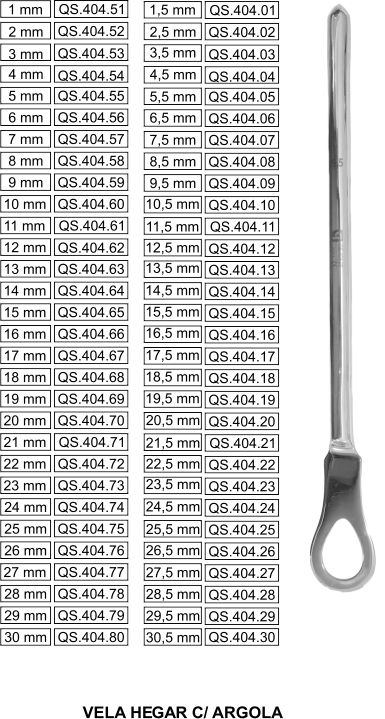 1 mm QS.404.51 1,5 mm QS.404.01
2 mm QS.404.52 2,5 mm QS.404.02
3 mm QS.404.53 3,5 mm QS.404.03
4 mm QS.404.54 4,5 mm QS.404.04
5 mm QS.404.55 5,5 mm QS.404.05
6 mm QS.404.56 6,5 mm QS.404.06
7 mm QS.404.57 7,5 mm QS.404.07
8 mm QS.404.58 8,5 mm QS.404.08
9 mm QS.404.59 9,5 mm QS.404.09
10 mm QS.404.60 10,5 mm QS.404.10
11 mm QS.404.61 11,5 mm QS.404.11
12 mm QS.404.62 12,5 mm QS.404.12
13 mm QS.404.63 13,5 mm QS.404.13
14 mm QS.404.64 14,5 mm QS.404.14
15 mm QS.404.65 15,5 mm QS.404.15
16 mm QS.404.66 16,5 mm QS.404.16
17 mm QS.404.67 17,5 mm QS.404.17
18 mm QS.404.68 18,5 mm QS.404.18
19 mm QS.404.69 19,5 mm QS.404.19
20 mm QS.404.70 20,5 mm QS.404.20
21 mm QS.404.71 21,5 mm QS.404.21
22 mm QS.404.72 22,5 mm QS.404.22
23 mm QS.404.73 23,5 mm QS.404.23
24 mm QS.404.74 24,5 mm QS.404.24
25 mm QS.404.75 25,5 mm QS.404.25
26 mm QS.404.76 26,5 mm QS.404.26
27 mm QS.404.77 27,5 mm QS.404.27
28 mm QS.404.78 28,5 mm QS.404.28
29 mm QS.404.79 29,5 mm QS.404.29
30 mm QS.404.80 30,5 mm QS.404.30
VELA HEGAR C/ ARGOLA